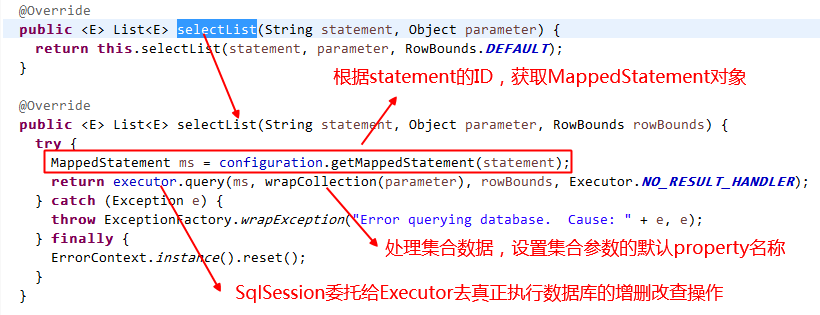 @Override
public <E> List<E> selectList(String statement, Object parameter) {
return this.selectList(statement, parameter, RowBounds.DEFAULT);
}
根据statement的ID，获取MappedStatement对象
@Override
public <E> List<E> selectList(String statement, Object parameter, RowBounds rowBounds) {
try {
MappedStatement ms = configuration.getMappedStatement(statement);
return executor.query(ms, wrapCollection(parameter), rowBounds, Executor.NO_RESULT_HANDLER);
} catch (Exception e) {
throw ExceptionFactory.wrapException("Error querying database.  Cause: " + e, e);
} finally {
处理集合数据，设置集合参数的默认property名称
ErrorContext.instance().reset();
}
SqlSession委托给Executor去真正执行数据库的增删改查操作
}